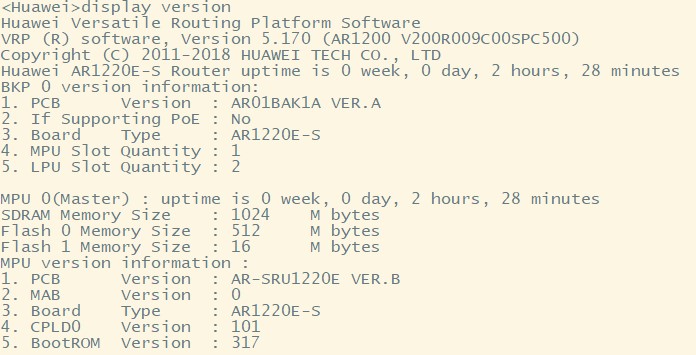 <Huawei>display version
Huawei Versatile Routing Platform Software
VRP (R) software, Version 5.170 (AR1200 V200R009C00SPC500)
Copyright (C) 2011-2018 HUAWEI TECH CO., LTD
Huawei AR1220E-S Router uptime is 0 week, 0 day, 2 hours, 28 minutes
BKP 0 version information:
1. PCB      Version  : AR01BAK1A VER.A
2. If Supporting PoE : No
3. Board    Type     : AR1220E-S
4. MPU Slot Quantity : 1
5. LPU Slot Quantity : 2

MPU 0(Master) : uptime is 0 week, 0 day, 2 hours, 28 minutes
SDRAM Memory Size    : 1024    M bytes
Flash 0 Memory Size  : 512     M bytes
Flash 1 Memory Size  : 16      M bytes
MPU version information :
1. PCB      Version  : AR-SRU1220E VER.B
2. MAB      Version  : 0
3. Board    Type     : AR1220E-S
4. CPLD0    Version  : 101
5. BootROM  Version  : 317